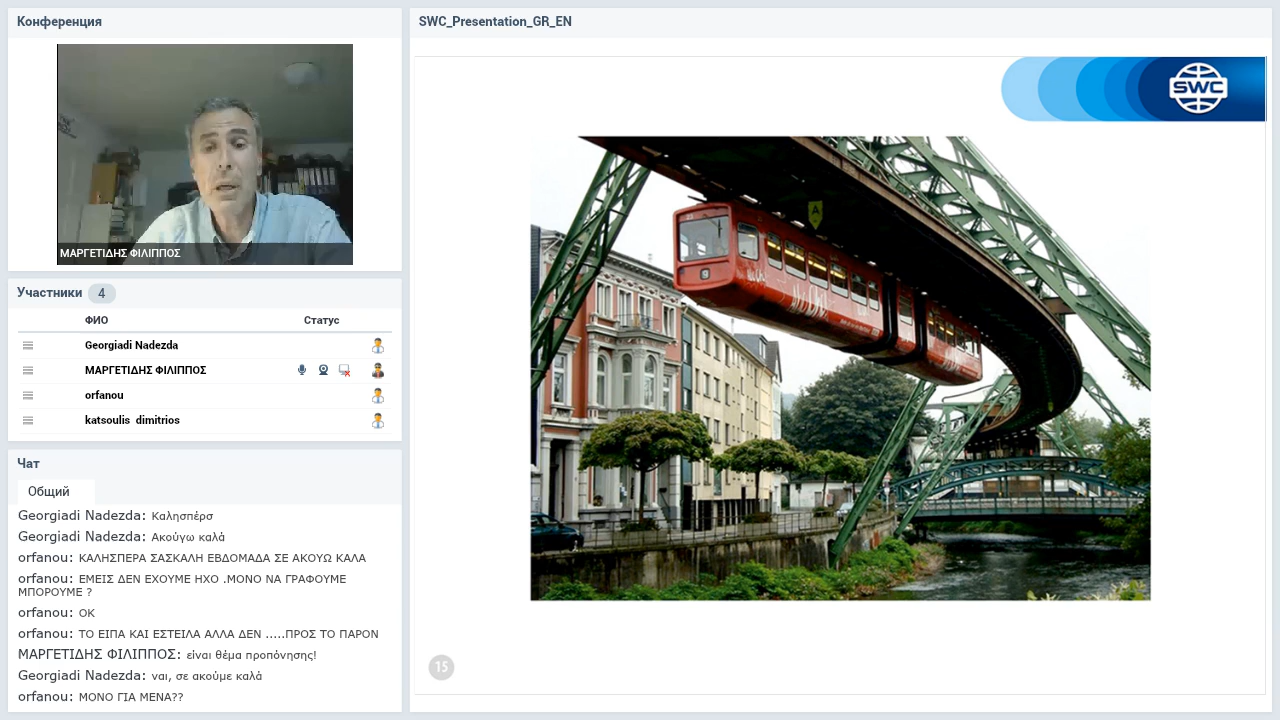 Конференция
ΜΑΡΓΕΤΙΔΗΣ ΦΙΛΙΠΠΟΣ
Участники 4
ФИО Статус
Georgiadi Nadezda
ΜΑΡΓΕΤΙΔΗΣ ΦΙΛΙΠΠΟΣ
orfanou
katsoulis dimitrios
Чат
Общий
Georgiadi Nadezda: Καλησπέρσ
Georgiadi Nadezda: Ακούγω καλά
orfanou: ΚΑΛΗΣΠΕΡΑ ΣΑΣΚΑΛΗ ΕΒΔΟΜΑΔΑ ΣΕ ΑΚΟΥΩ ΚΑΛΑ
orfanou: ΕΜΕΙΣ ΔΕΝ ΕΧΟΥΜΕ ΗΧΟ .ΜΟΝΟ ΝΑ ΓΡΑΦΟΥΜΕ
ΜΠΟΡΟΥΜΕ ?
orfanou: ΟΚ
orfanou: ΤΟ ΕΙΠΑ ΚΑΙ ΕΣΤΕΙΛΑ ΑΛΛΑ ΔΕΝ .....ΠΡΟΣ ΤΟ ΠΑΡΟΝ
ΜΑΡΓΕΤΙΔΗΣ ΦΙΛΙΠΠΟΣ: είναι θέμα προπόνησης!
Georgiadi Nadezda: ναι, σε ακούμε καλά
orfanou: ΜΟΝΟ ΓΙΑ ΜΕΝΑ??
SWC_Presentation_GR_EN
SWC
A
15